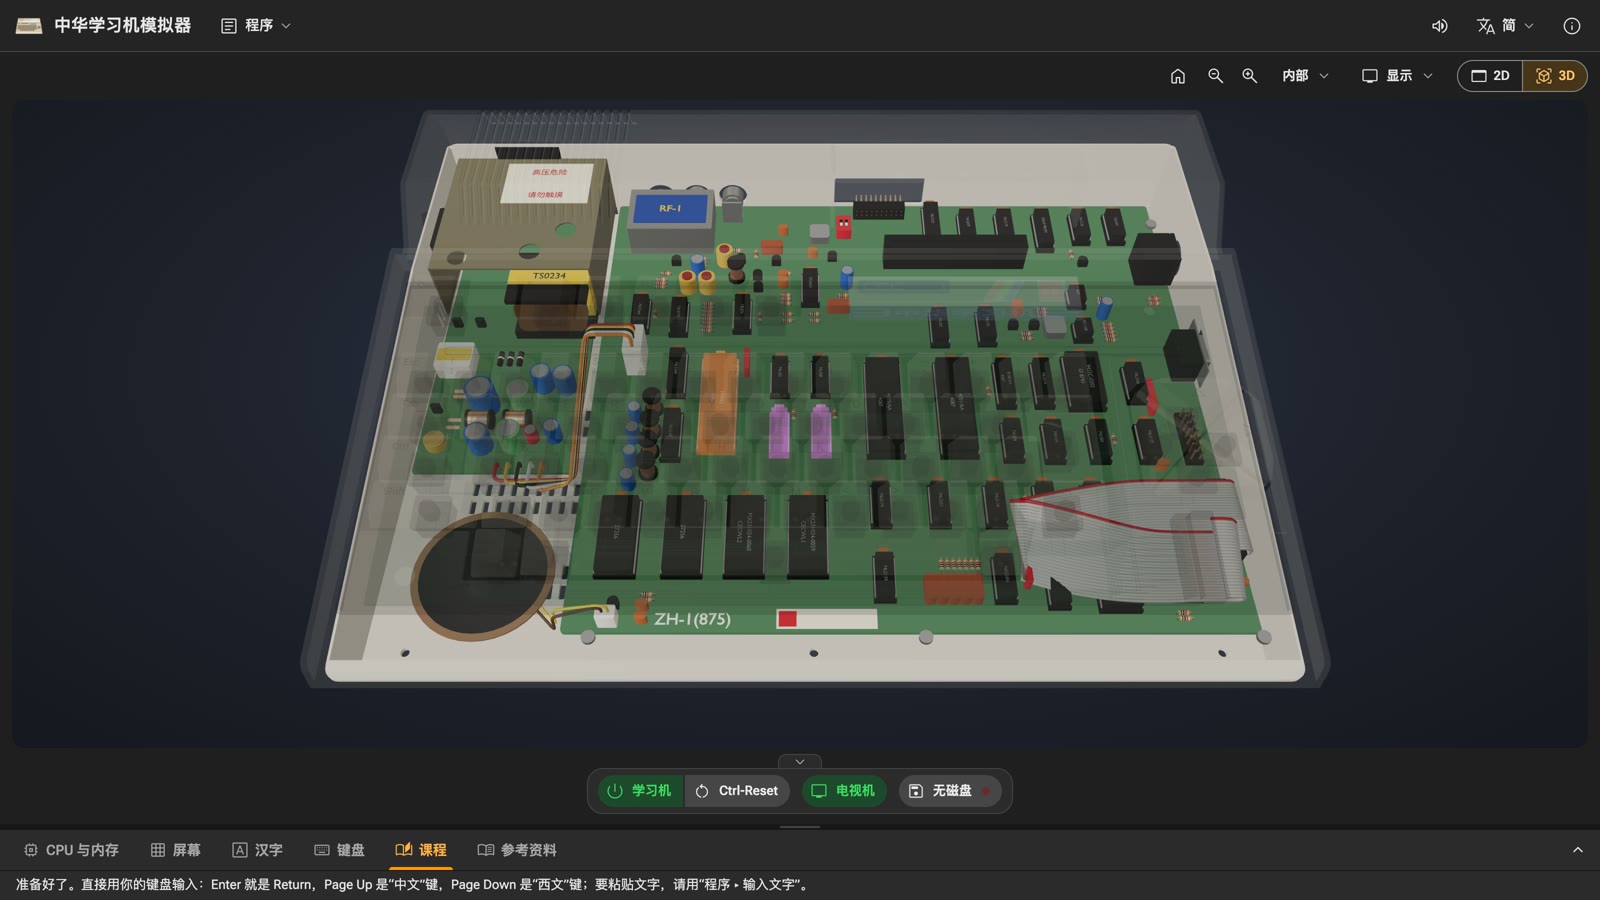 中华学习机模拟器
程序
简
内部
显示
2D
3D
高压危险
请勿触摸
RF-1
TS0234
ZH-1(875)
学习机
Ctrl-Reset
电视机
无磁盘
CPU 与内存
屏幕
汉字
键盘
课程
参考资料
准备好了。直接用你的键盘输入：Enter 就是 Return，Page Up 是“中文”键，Page Down 是“西文”键；要粘贴文字，请用“程序 ▸ 输入文字”。